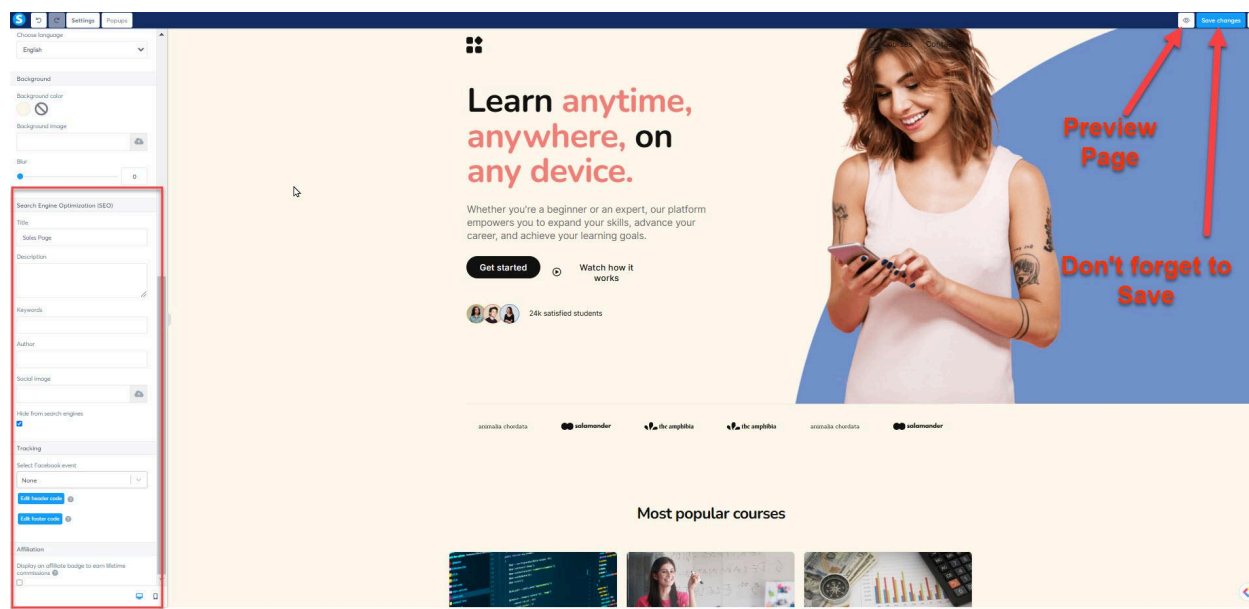 S Settings Popups Save changes
Choose language
English
Background
Background color
Background image
Blur
0
Search Engine Optimization (SEO)
Title
Sales Page
Description
Keywords
Author
Social image
Hide from search engines
Tracking
Select Facebook event
None
Edit header code
Edit footer code
Affiliation
Display an affiliate badge to earn lifetime
commissions
Learn anytime,
anywhere, on
any device.
Whether you're a beginner or an expert, our platform
empowers you to expand your skills, advance your
career, and achieve your learning goals.
Get started
Watch how it
works
24k satisfied students
Preview
Page
Don't forget to
Save
animalia chordata salamander the amphibia the amphibia animalia chordata salamander
Most popular courses